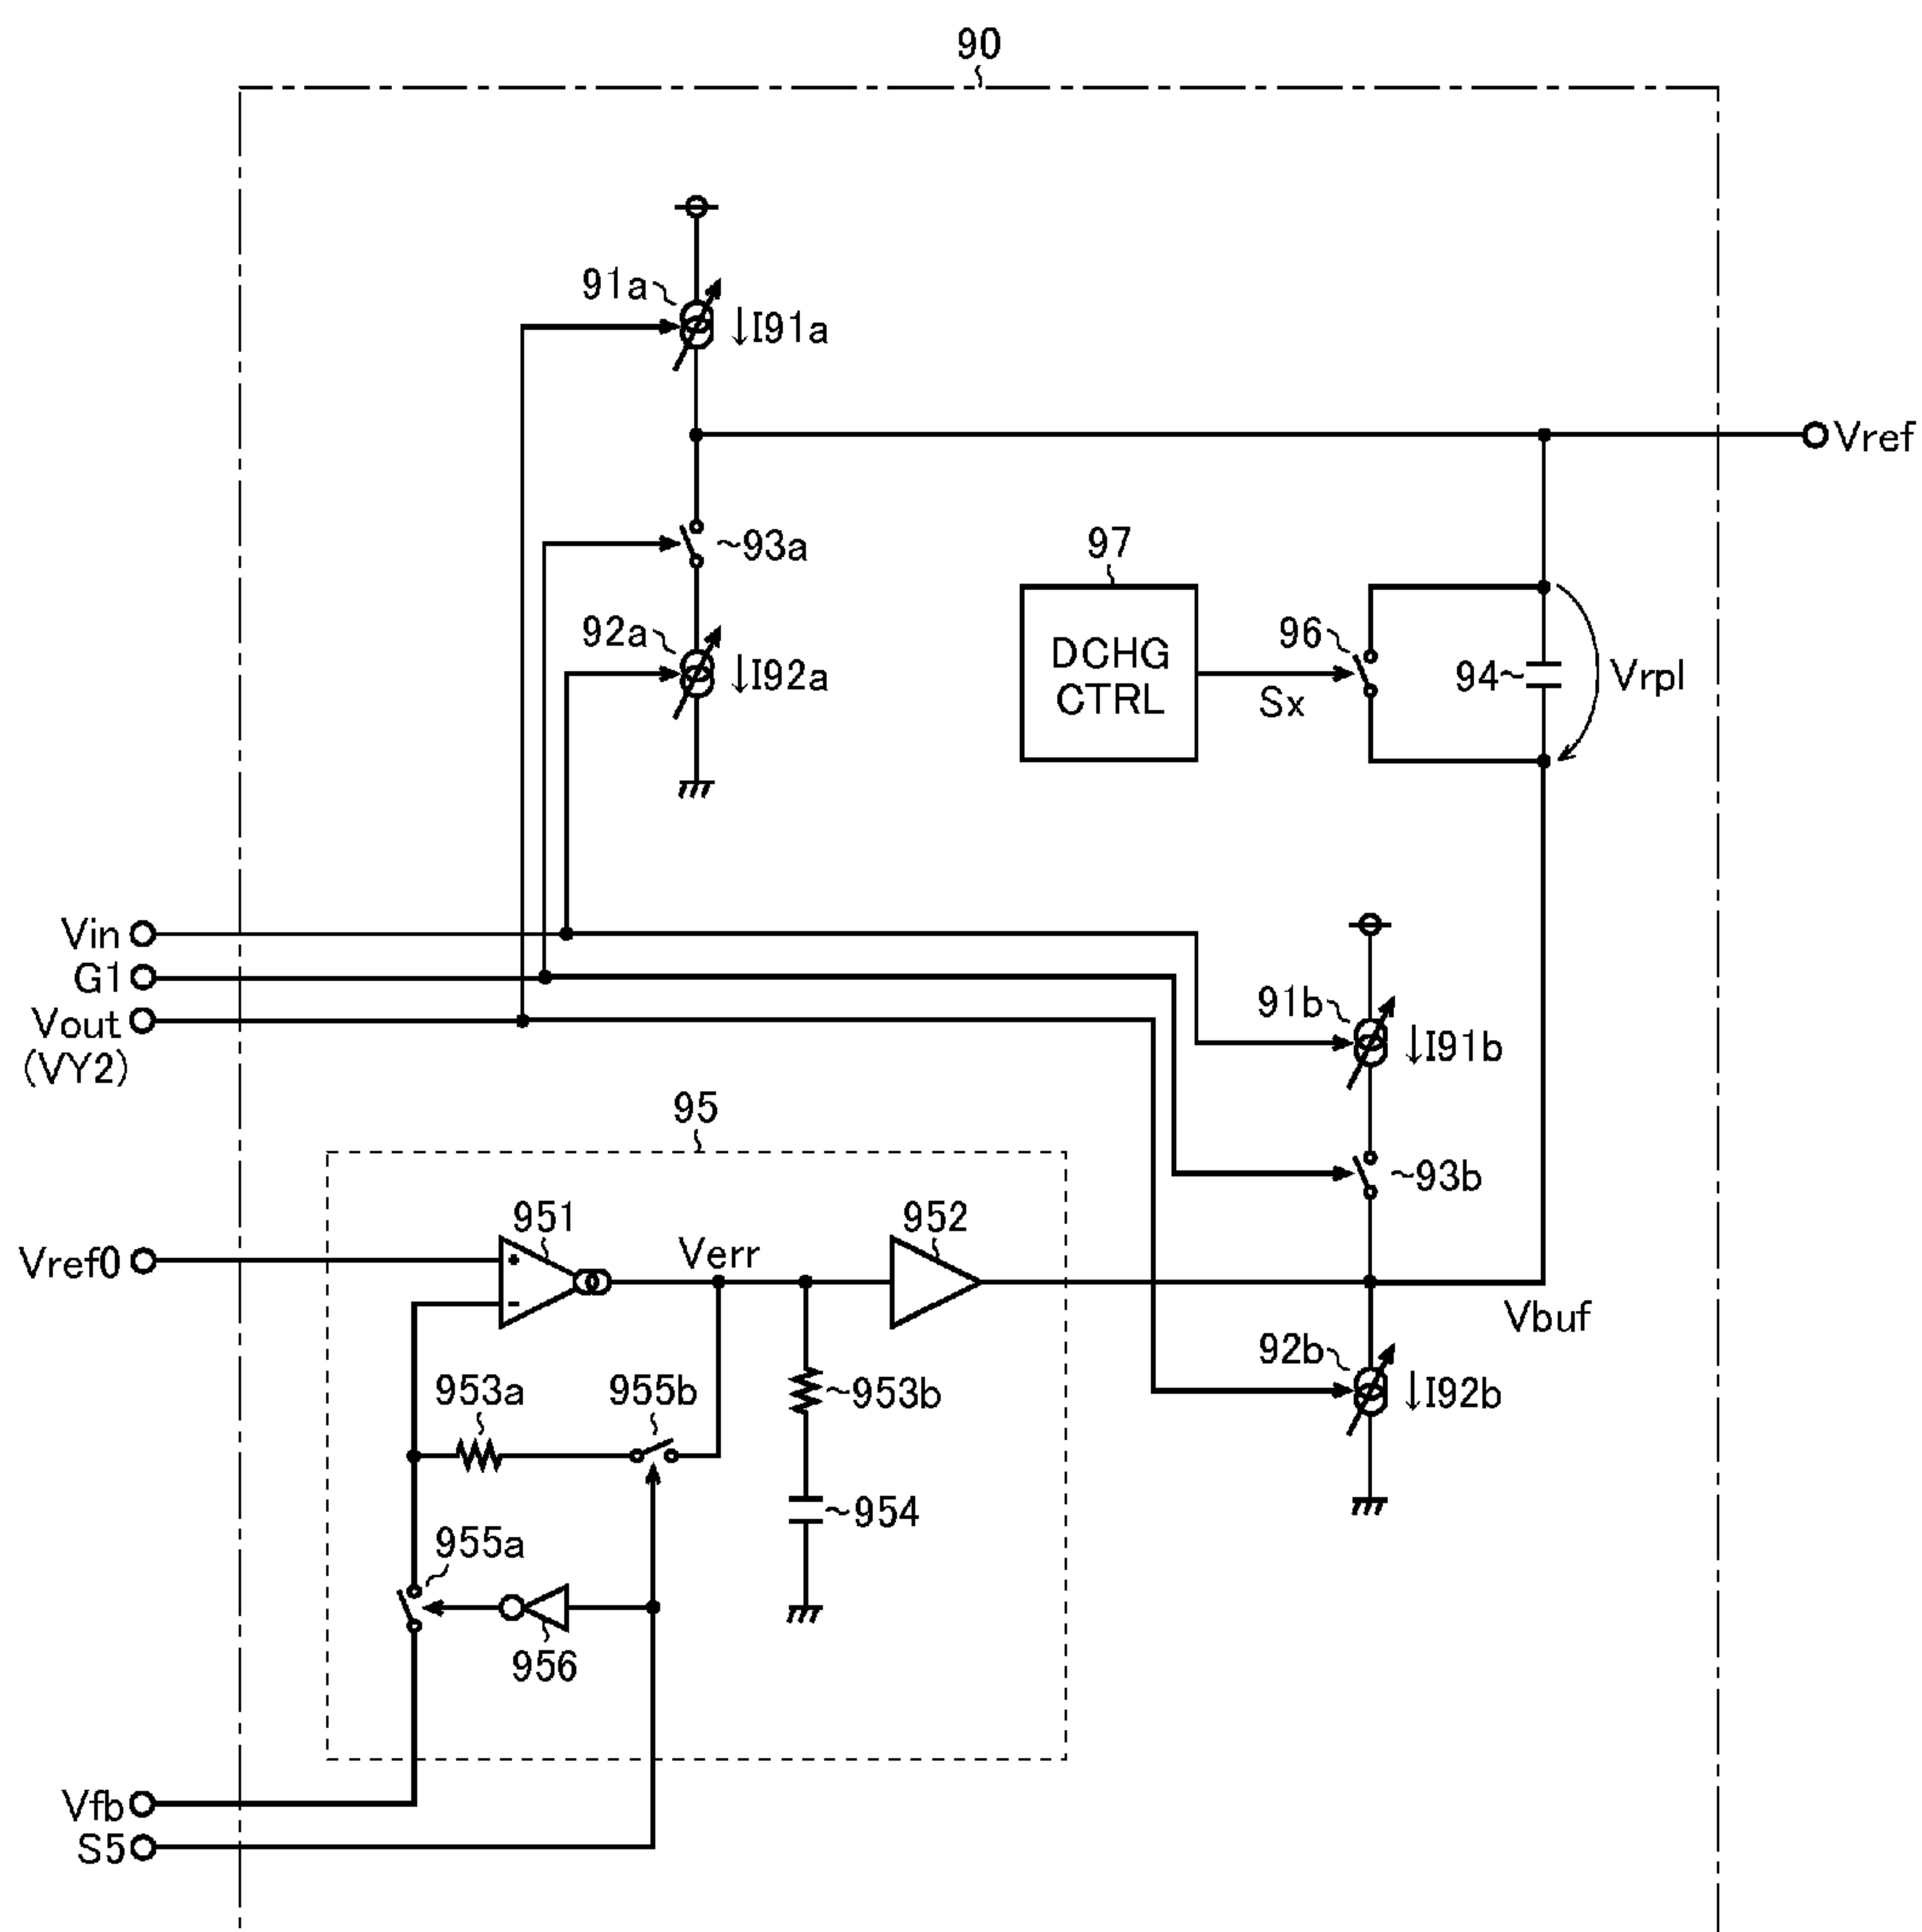 90
91a
↓I91a
Vref
~93a
97
92a
↓I92a
DCHG
CTRL
Sx
96
94~
Vrpl
Vin
G1
Vout
(VY2)
91b
↓I91b
95
~93b
951
952
Vref0
+
-
Verr
Vbuf
92b
↓I92b
953a
955b
~953b
~954
955a
956
Vfb
S5